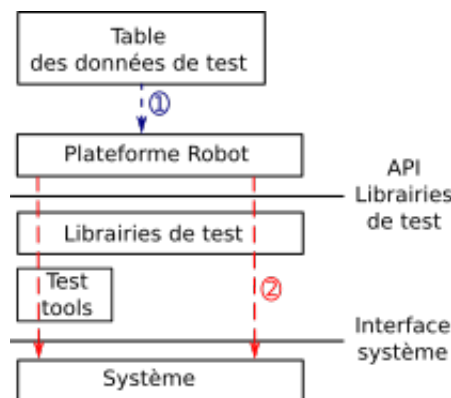 Table
des données de test
①
Plateforme Robot
API
Librairies
de test
Librairies de test
Test
tools
②
Interface
système
Système